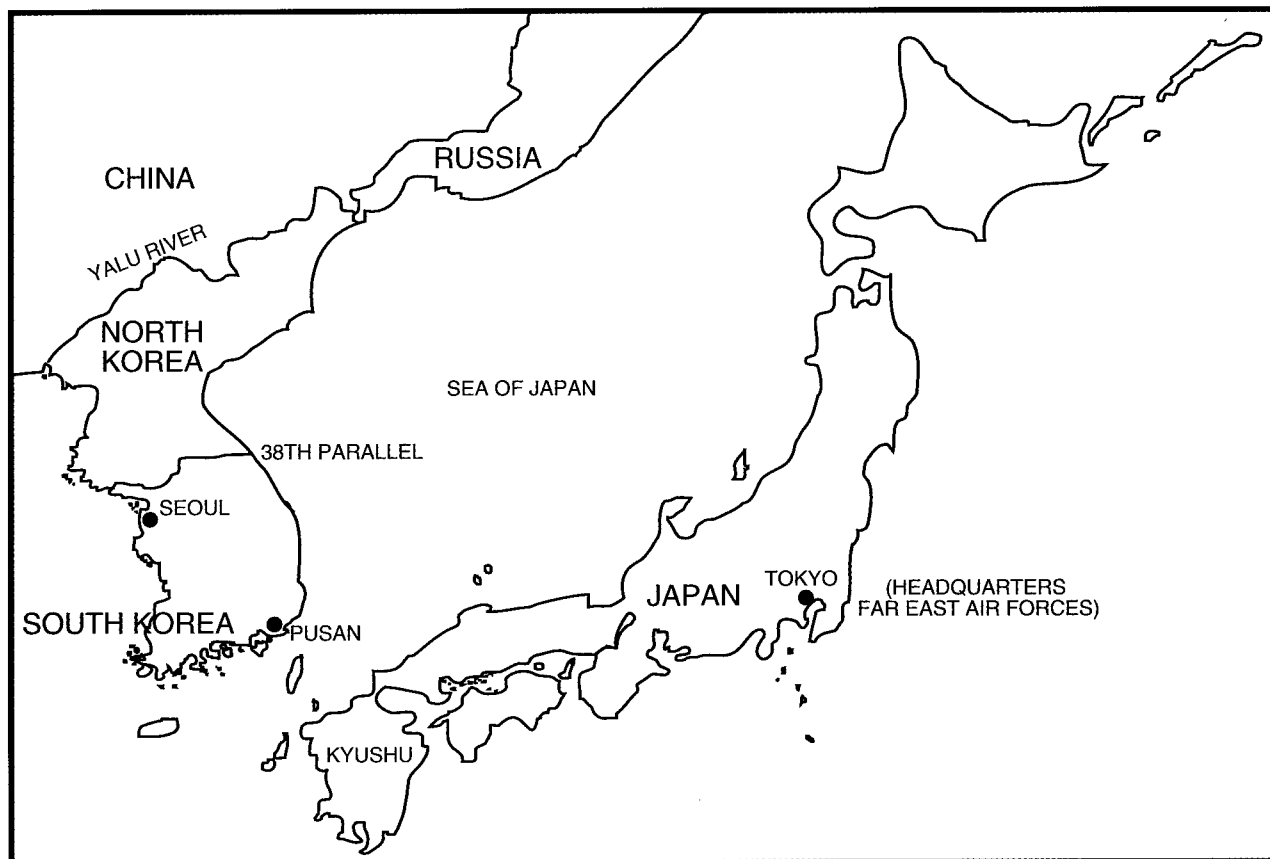 RUSSIA
CHINA
YALU RIVER
NORTH
KOREA
SEA OF JAPAN
38TH PARALLEL
SEOUL
TOKYO
(HEADQUARTERS
FAR EAST AIR FORCES)
JAPAN
SOUTH KOREA
PUSAN
KYUSHU